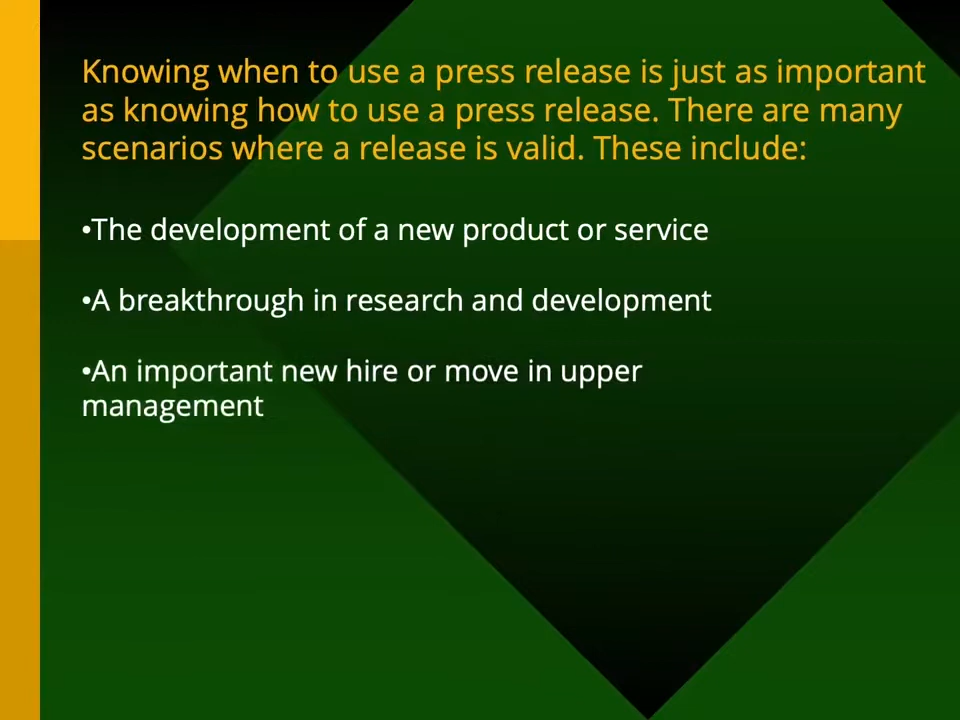 Knowing when to use a press release is just as important
as knowing how to use a press release. There are many
scenarios where a release is valid. These include:
•The development of a new product or service
•A breakthrough in research and development
•An important new hire or move in upper
management